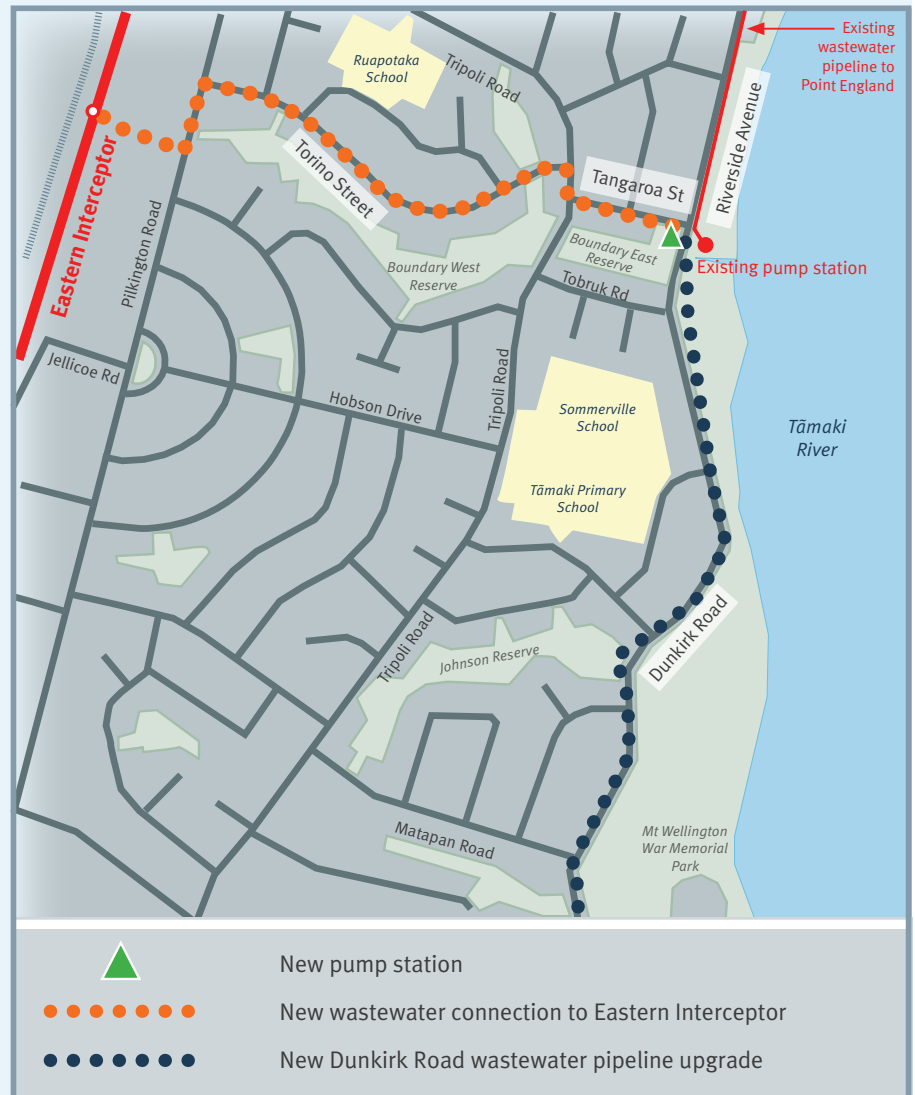 Existing
wastewater
pipeline to
Point England
Ruapotaka
School
Tripoli Road
Riverside Avenue
Torino Street
Tangaroa St
Eastern Interceptor
Pilkington Road
Boundary East
Reserve
Existing pump station
Boundary West
Reserve
Tobruk Rd
Jellicoe Rd
Hobson Drive
Tripoli Road
Sommerville
School
Tāmaki
River
Tāmaki Primary
School
Dunkirk Road
Tripoli Road
Johnson Reserve
Matapan Road
Mt Wellington
War Memorial
Park
New pump station
New wastewater connection to Eastern Interceptor
New Dunkirk Road wastewater pipeline upgrade